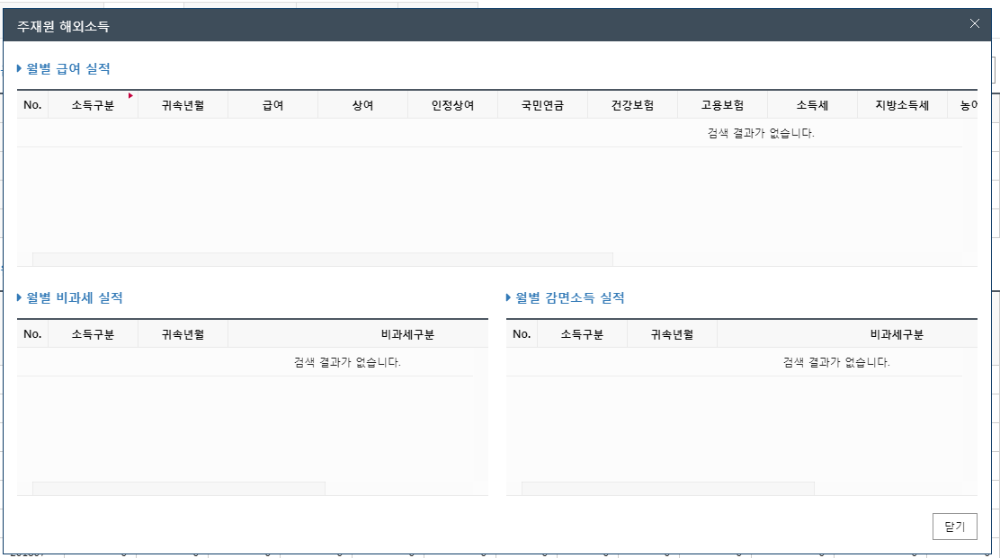 주재원 해외소득
월별 급여 실적
No. 소득구분 귀속년월 급여 상여 인정상여 국민연금 건강보험 고용보험 소득세 지방소득세
검색 결과가 없습니다.
월별 비과세 실적
No. 소득구분 귀속년월 비과세구분
검색 결과가 없습니다.
월별 감면소득 실적
No. 소득구분 귀속년월 비과세구분
검색 결과가 없습니다.
닫기